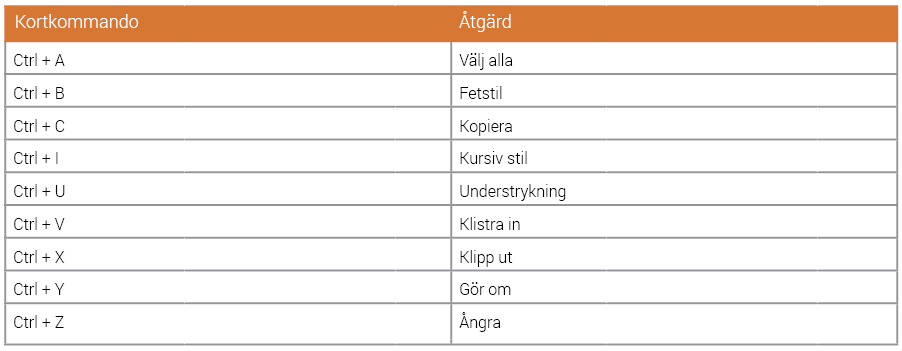 Kortkommando Åtgärd
Ctrl + A Välj alla
Ctrl + B Fetstil
Ctrl + C Kopiera
Ctrl + I Kursiv stil
Ctrl + U Understrykning
Ctrl + V Klistra in
Ctrl + X Klipp ut
Ctrl + Y Gör om
Ctrl + Z Ångra